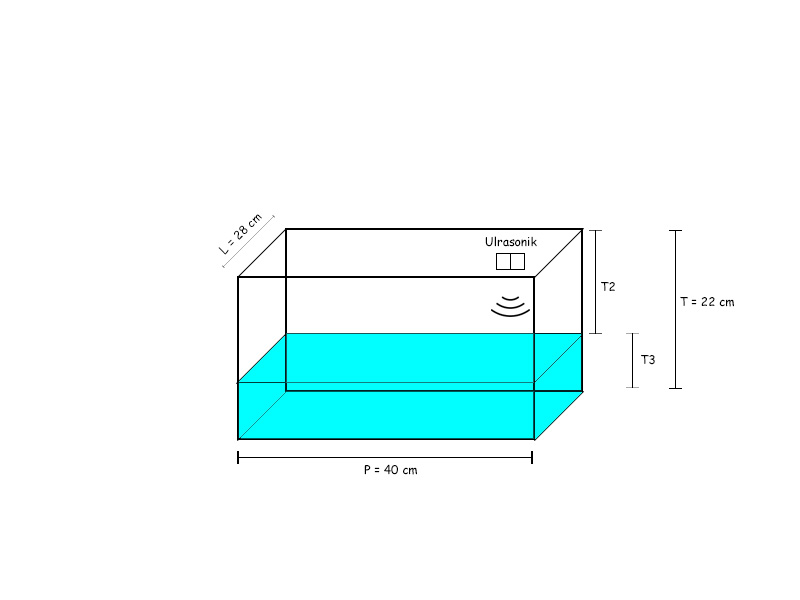 L = 28 cm
Ulrasonik
T2
T = 22 cm
T3
P = 40 cm